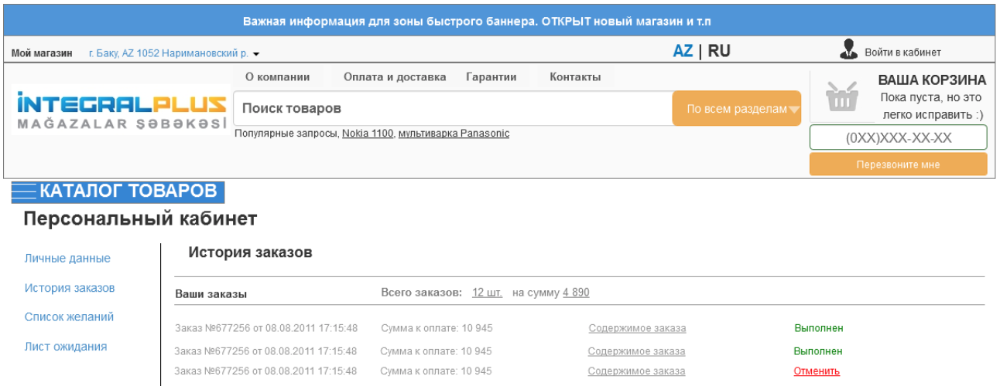 Важная информация для зоны быстрого баннера. ОТКРЫТ новый магазин и т.п
Мой магазин г. Баку, AZ 1052 Наримановский р. AZ | RU Войти в кабинет
О компании Оплата и доставка Гарантии Контакты
ВАША КОРЗИНА
Пока пуста, но это
легко исправить :)
INTEGRALPLUS
MAĞAZALAR ŞƏBƏKƏSİ
Поиск товаров По всем разделам
Популярные запросы, Nokia 1100, мультиварка Panasonic
(0XX)XXX-XX-XX
Перезвоните мне
КАТАЛОГ ТОВАРОВ
Персональный кабинет
Личные данные
История заказов
Список желаний
Лист ожидания
История заказов
Ваши заказы Всего заказов: 12 шт. на сумму 4 890
Заказ №677256 от 08.08.2011 17:15:48 Сумма к оплате: 10 945 Содержимое заказа Выполнен
Заказ №677256 от 08.08.2011 17:15:48 Сумма к оплате: 10 945 Содержимое заказа Выполнен
Заказ №677256 от 08.08.2011 17:15:48 Сумма к оплате: 10 945 Содержимое заказа Отменить